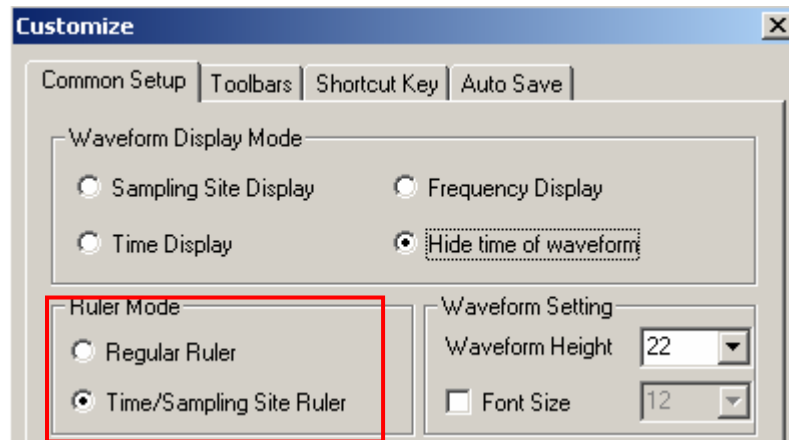 Customize
Common Setup Toolbars Shortcut Key Auto Save
Waveform Display Mode
Sampling Site Display Frequency Display
Time Display Hide time of waveform
Ruler Mode
Regular Ruler
Time/Sampling Site Ruler
Waveform Setting
Waveform Height 22
Font Size 12